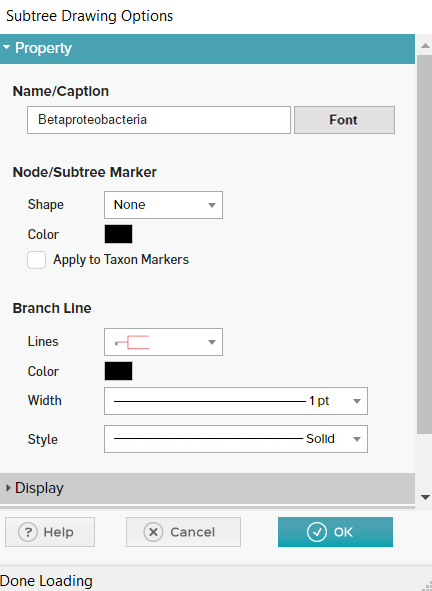 Subtree Drawing Options
Property
Name/Caption
Betaproteobacteria
Font
Node/Subtree Marker
Shape None
Color
Apply to Taxon Markers
Branch Line
Lines
Color
Width 1 pt
Style Solid
Display
? Help Cancel OK
Done Loading